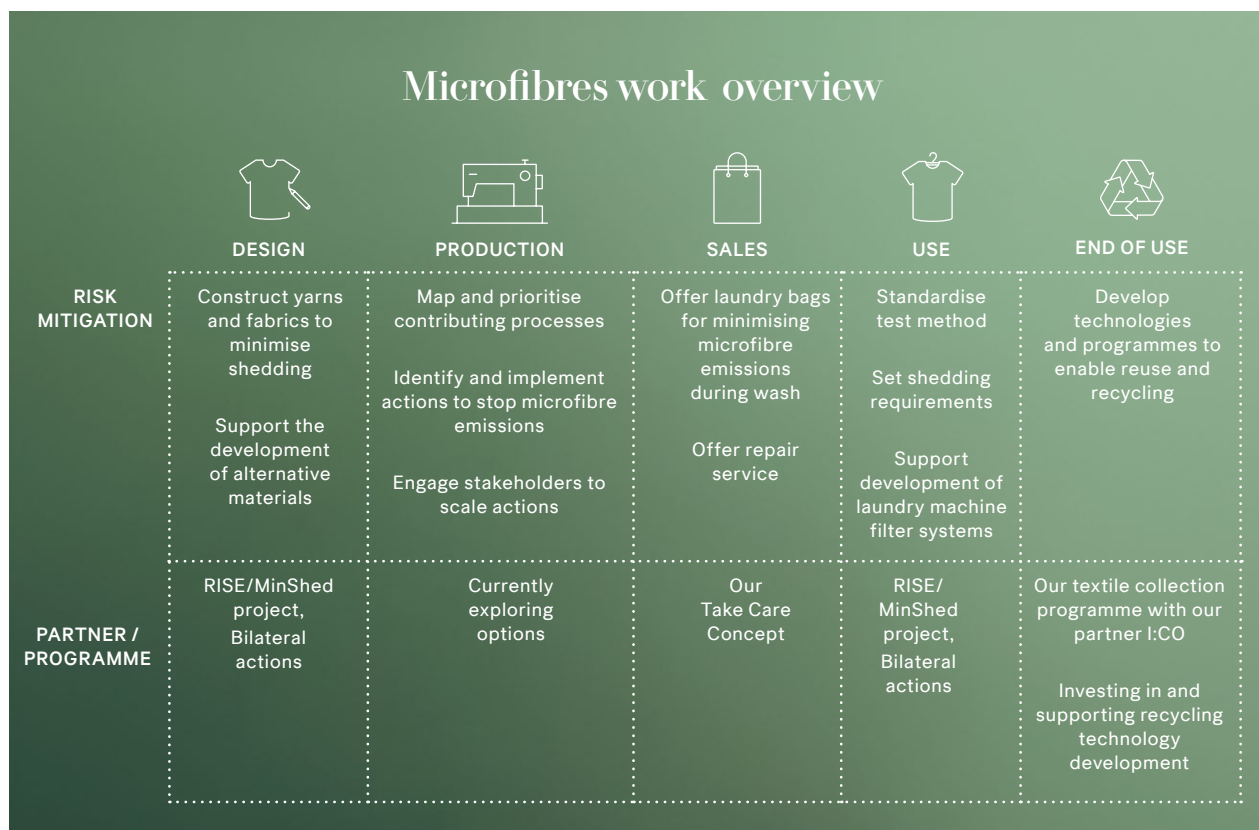 Microfibres work overview
DESIGN
PRODUCTION
SALES
USE
END OF USE
RISK
MITIGATION
Construct yarns
and fabrics to
minimise
shedding
Support the
development
of alternative
materials
Map and prioritise
contributing processes
Identify and implement
actions to stop microfibre
emissions
Engage stakeholders to
scale actions
Offer laundry bags
for minimising
microfibre
emissions
during wash
Offer repair
service
Standardise
test method
Set shedding
requirements
Support
development of
laundry machine
filter systems
Develop
technologies
and programmes to
enable reuse and
recycling
PARTNER /
PROGRAMME
RISE/MinShed
project,
Bilateral
actions
Currently
exploring
options
Our
Take Care
Concept
RISE/
MinShed
project,
Bilateral
actions
Our textile collection
programme with our
partner I:CO
Investing in and
supporting recycling
technology
development